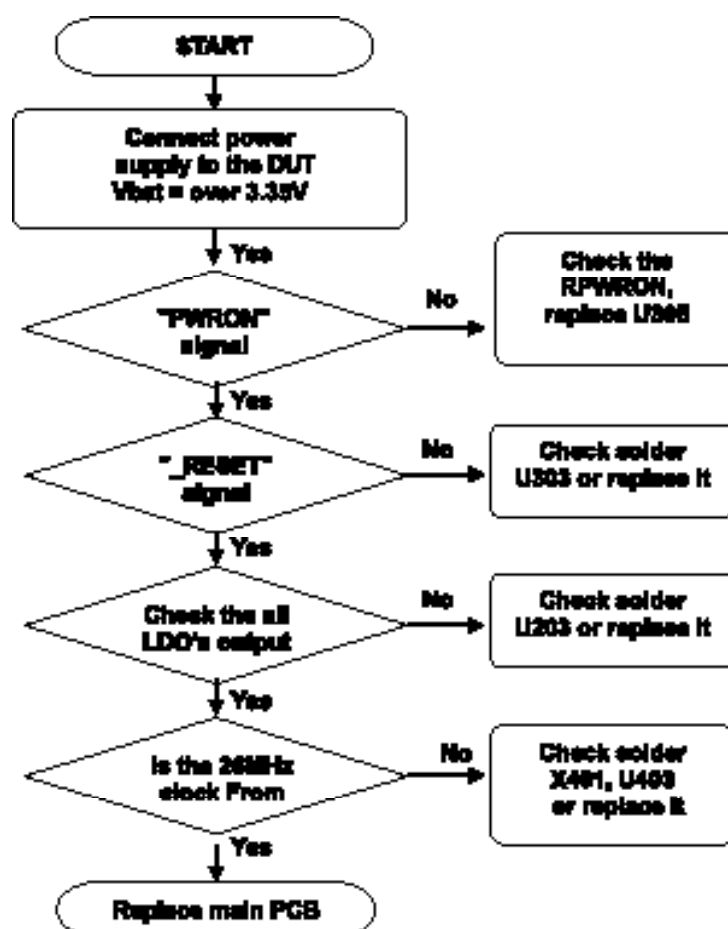 START
Connect power
supply to the DUT
Vbat = over 3.35V
Yes
"PWRON"
signal
No
Check the
RPWRON,
replace
Yes
"_RESET"
signal
No
Check solder
U303 or replace it
Yes
Check the all
LDO's output
No
Check solder
U203 or replace it
Yes
Is the 26MHz
clock From
No
Check solder
X401, U403
or replace it
Yes
Replace main PCB